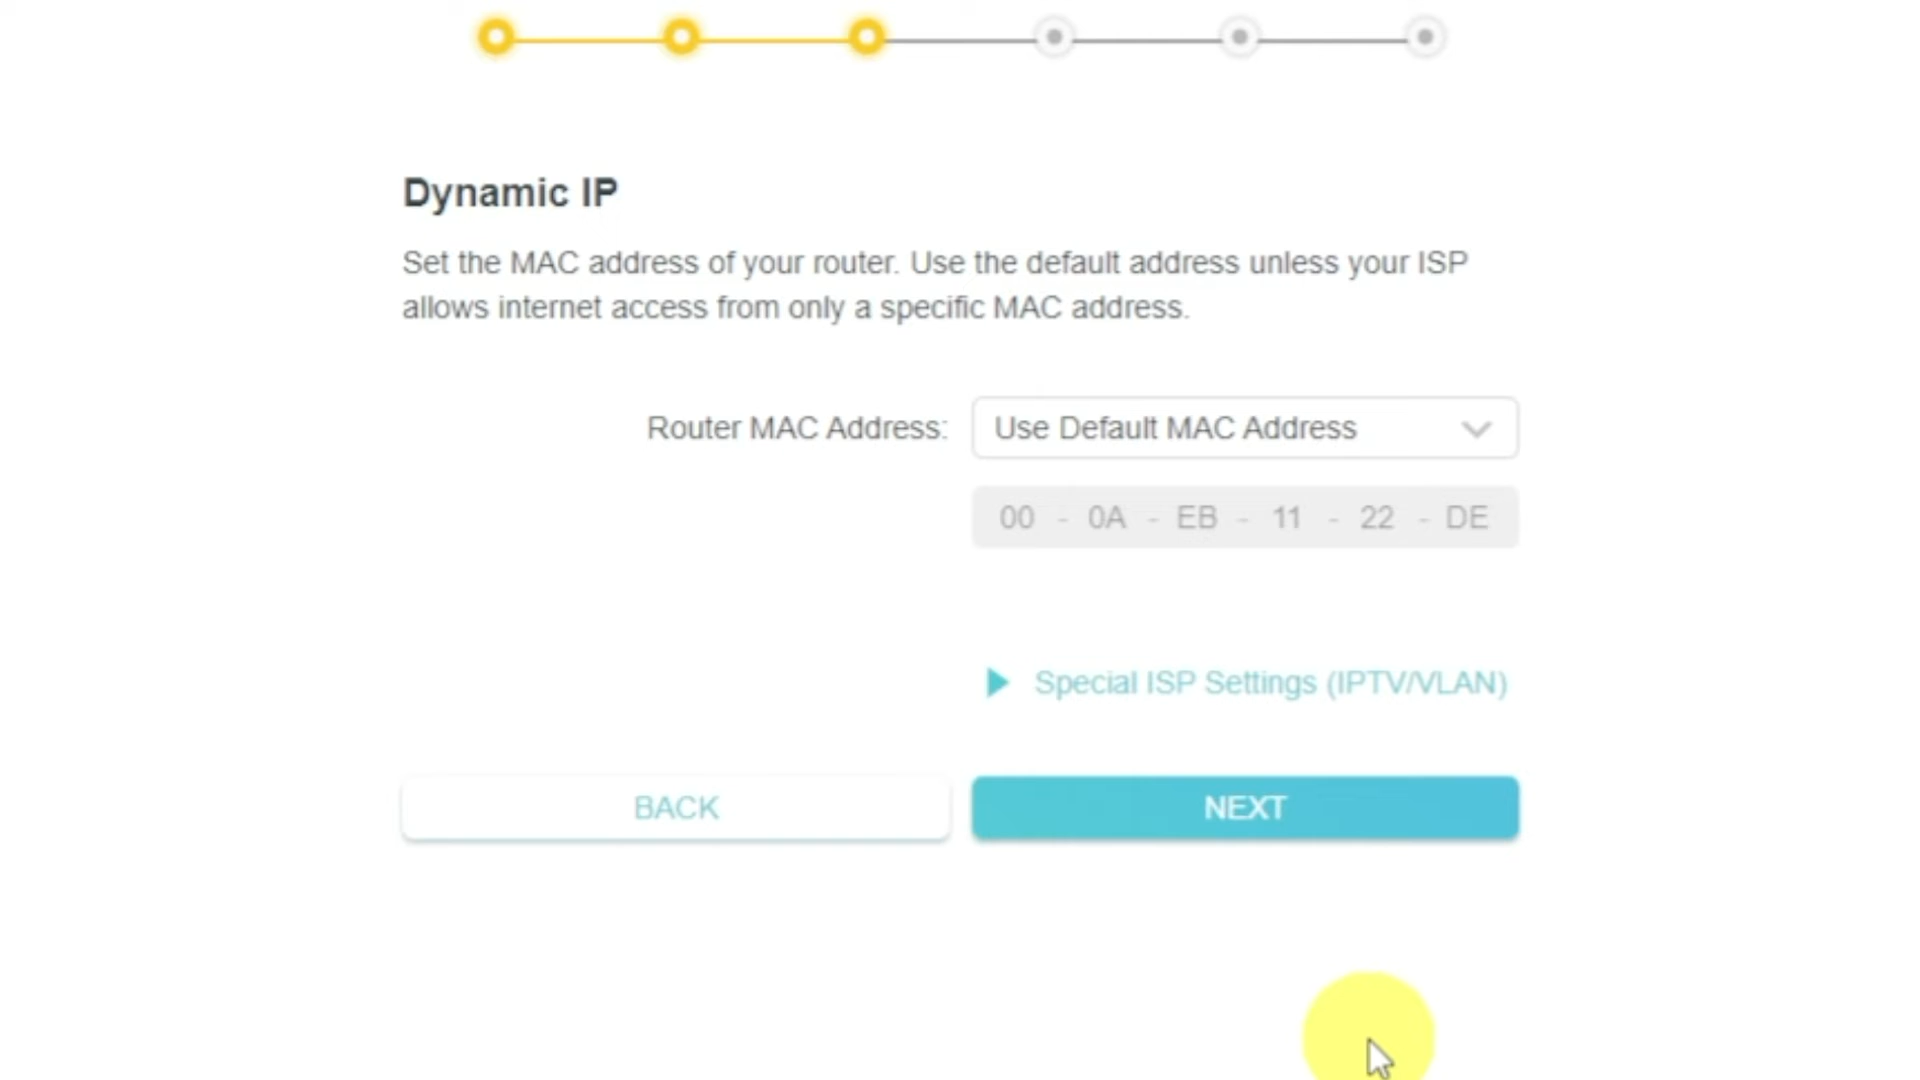 Dynamic IP
Set the MAC address of your router. Use the default address unless your ISP
allows internet access from only a specific MAC address.
Router MAC Address: Use Default MAC Address
00 - 0A - EB - 11 - 22 - DE
Special ISP Settings (IPTV/VLAN)
BACK NEXT